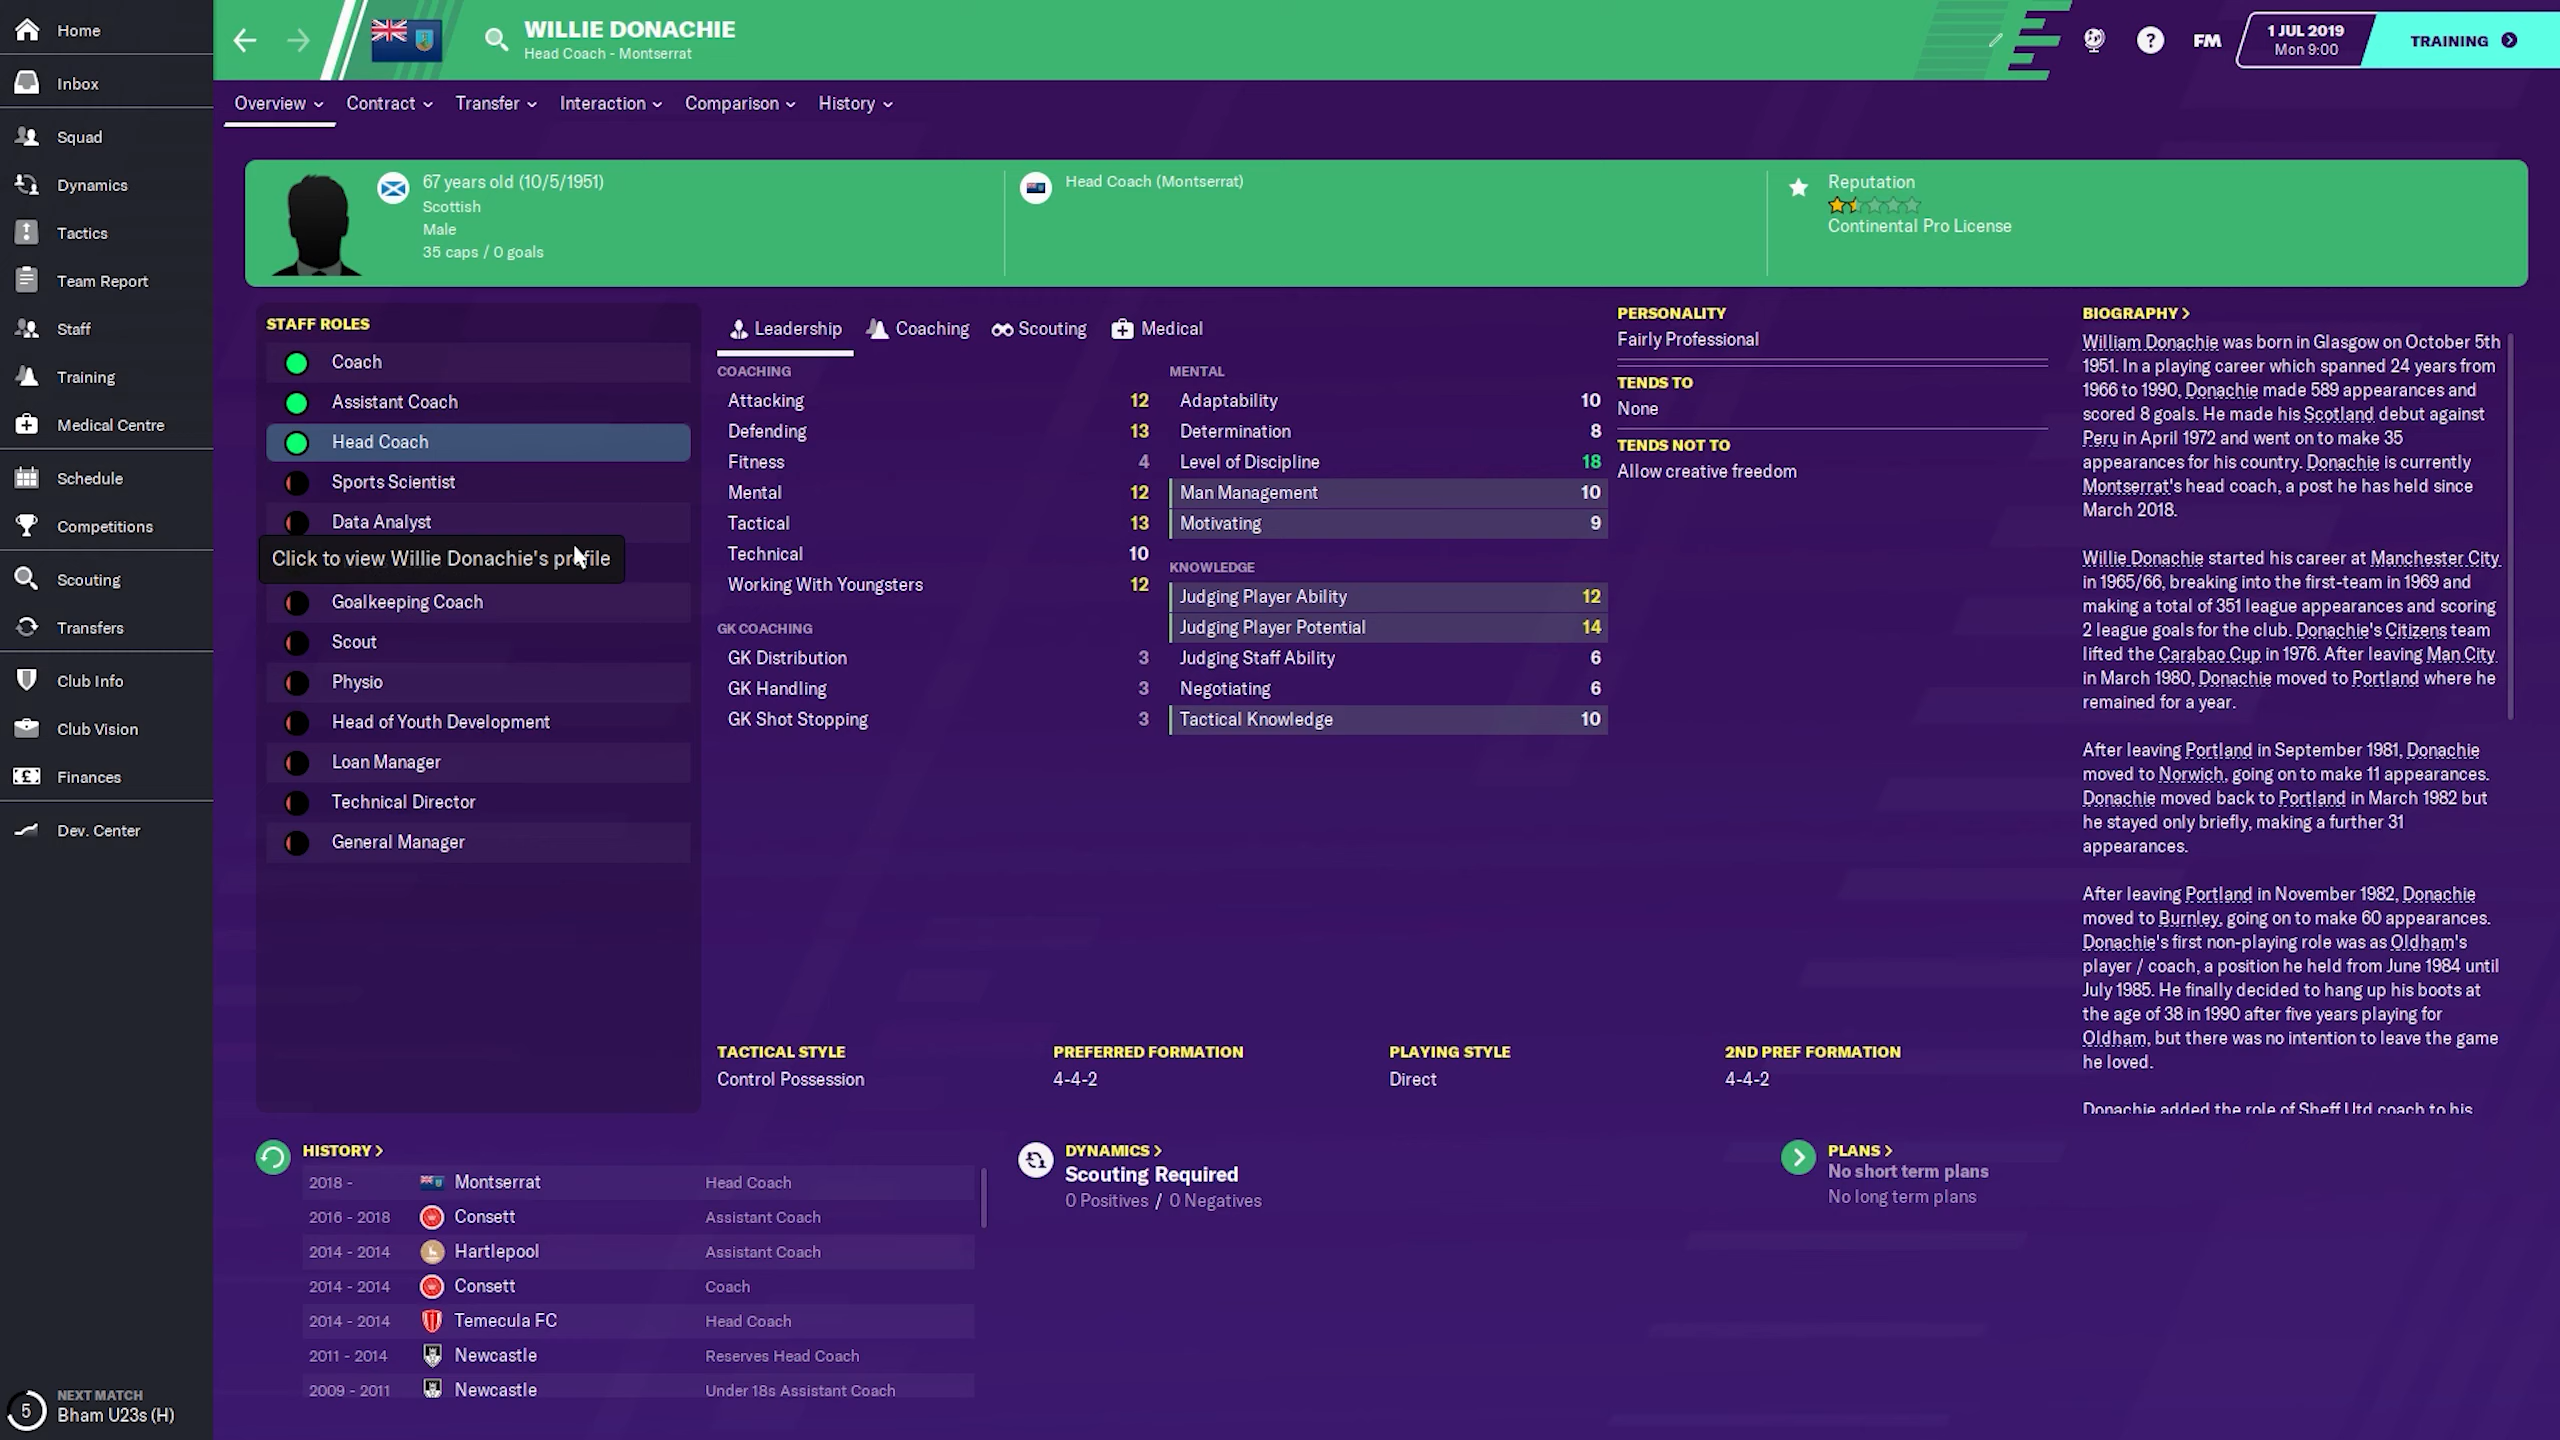 Home
Inbox
Squad
Dynamics
Tactics
Team Report
Staff
Training
Medical Centre
Schedule
Competitions
Scouting
Transfers
Club Info
Club Vision
Finances
Dev. Center
NEXT MATCH
5
Bham U23s (H)
WILLIE DONACHIE
Head Coach - Montserrat
?
FM
1 JUL 2019
Mon 9:00
TRAINING
Overview
Contract
Transfer
Interaction
Comparison
History
67 years old (10/5/1951)
Scottish
Male
35 caps / 0 goals
Head Coach (Montserrat)
Reputation
Continental Pro License
STAFF ROLES
Coach
Assistant Coach
Head Coach
Sports Scientist
Data Analyst
Click to view Willie Donachie's profile
Goalkeeping Coach
Scout
Physio
Head of Youth Development
Loan Manager
Technical Director
General Manager
Leadership
Coaching
Scouting
Medical
COACHING
Attacking 12
Defending 13
Fitness 4
Mental 12
Tactical 13
Technical 10
Working With Youngsters 12
GK COACHING
GK Distribution 3
GK Handling 3
GK Shot Stopping 3
MENTAL
Adaptability 10
Determination 8
Level of Discipline 18
Man Management 10
Motivating 9
KNOWLEDGE
Judging Player Ability 12
Judging Player Potential 14
Judging Staff Ability 6
Negotiating 6
Tactical Knowledge 10
PERSONALITY
Fairly Professional
TENDS TO
None
TENDS NOT TO
Allow creative freedom
BIOGRAPHY >
William Donachie was born in Glasgow on October 5th
1951. In a playing career which spanned 24 years from
1966 to 1990, Donachie made 589 appearances and
scored 8 goals. He made his Scotland debut against
Peru in April 1972 and went on to make 35
appearances for his country. Donachie is currently
Montserrat's head coach, a post he has held since
March 2018.
Willie Donachie started his career at Manchester City
in 1965/66, breaking into the first-team in 1969 and
making a total of 351 league appearances and scoring
2 league goals for the club. Donachie's Citizens team
lifted the Carabao Cup in 1976. After leaving Man City
in March 1980, Donachie moved to Portland where he
remained for a year.
After leaving Portland in September 1981, Donachie
moved to Norwich, going on to make 11 appearances.
Donachie moved back to Portland in March 1982 but
he stayed only briefly, making a further 31
appearances.
After leaving Portland in November 1982, Donachie
moved to Burnley, going on to make 60 appearances.
Donachie's first non-playing role was as Oldham's
player / coach, a position he held from June 1984 until
July 1985. He finally decided to hang up his boots at
the age of 38 in 1990 after five years playing for
Oldham, but there was no intention to leave the game
he loved.
Donachie added the role of Sheff Utd coach to his
TACTICAL STYLE
Control Possession
PREFERRED FORMATION
4-4-2
PLAYING STYLE
Direct
2ND PREF FORMATION
4-4-2
HISTORY >
2018 - Montserrat Head Coach
2016 - 2018 Consett Assistant Coach
2014 - 2014 Hartlepool Assistant Coach
2014 - 2014 Consett Coach
2014 - 2014 Temecula FC Head Coach
2011 - 2014 Newcastle Reserves Head Coach
2009 - 2011 Newcastle Under 18s Assistant Coach
DYNAMICS >
Scouting Required
0 Positives / 0 Negatives
PLANS >
No short term plans
No long term plans